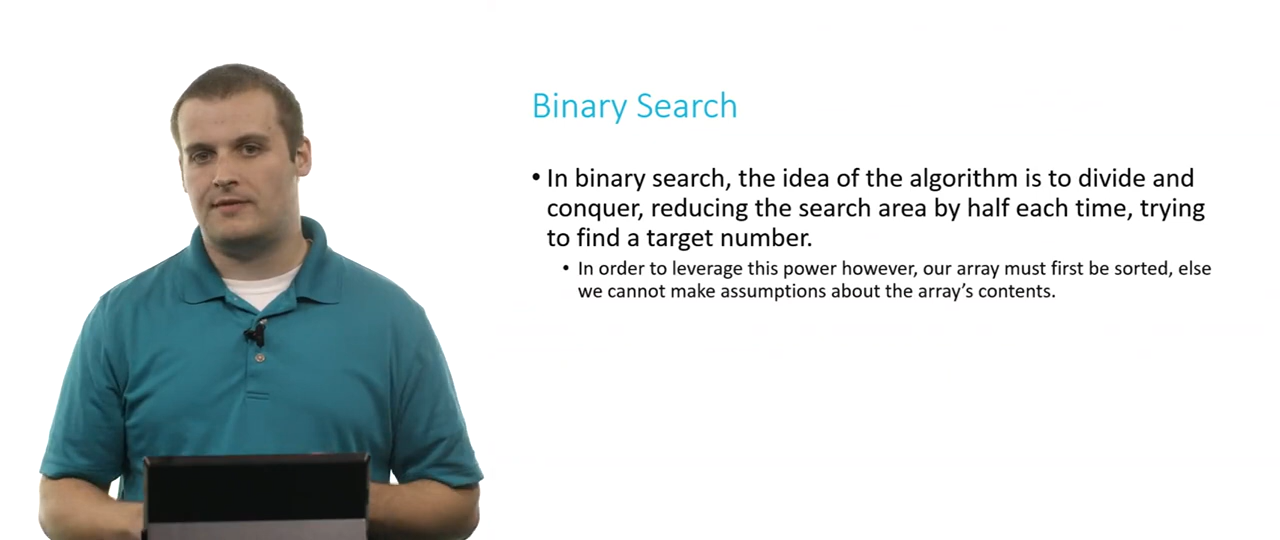 Binary Search
• In binary search, the idea of the algorithm is to divide and
conquer, reducing the search area by half each time, trying
to find a target number.
• In order to leverage this power however, our array must first be sorted, else
we cannot make assumptions about the array’s contents.